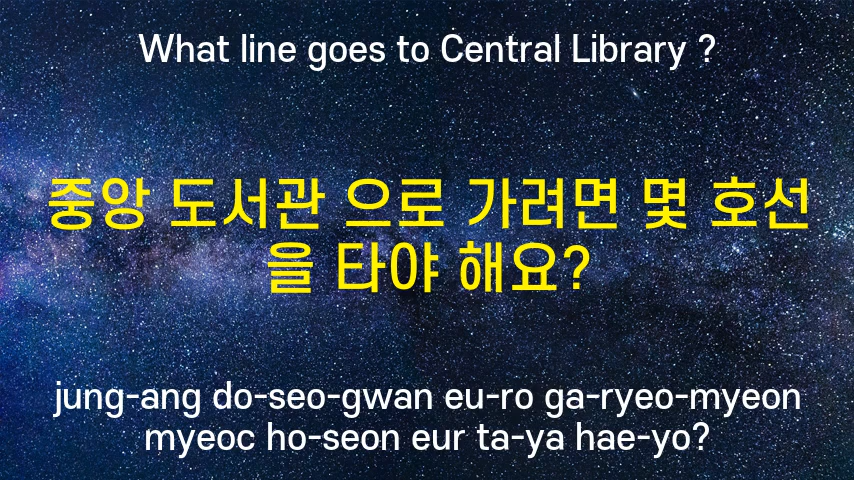 What line goes to Central Library ?
중앙 도서관 으로 가려면 몇 호선
을 타야 해요?
jung-ang do-seo-gwan eu-ro ga-ryeo-myeon
myeoc ho-seon eur ta-ya hae-yo?